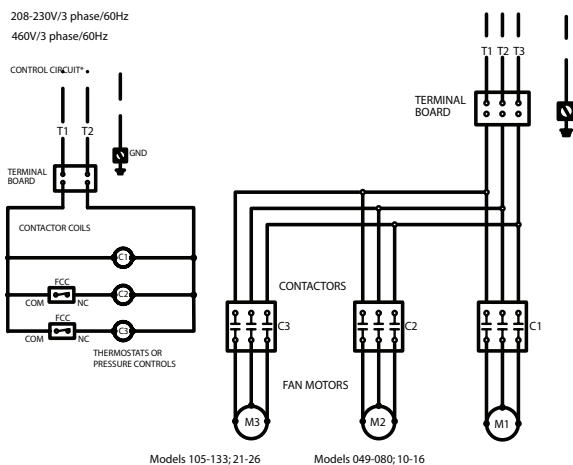 208-230V/3 phase/60Hz
460V/3 phase/60Hz
CONTROL CIRCUIT*
T1 T2
GND
TERMINAL
BOARD
CONTACTOR COILS
C1
FCC
COM
NC
C2
FCC
COM
NC
C3
THERMOSTATS OR
PRESSURE CONTROLS
T1 T2 T3
TERMINAL
BOARD
CONTACTORS
C3
C2
C1
FAN MOTORS
M3
M2
M1
Models 105-133; 21-26
Models 049-080; 10-16